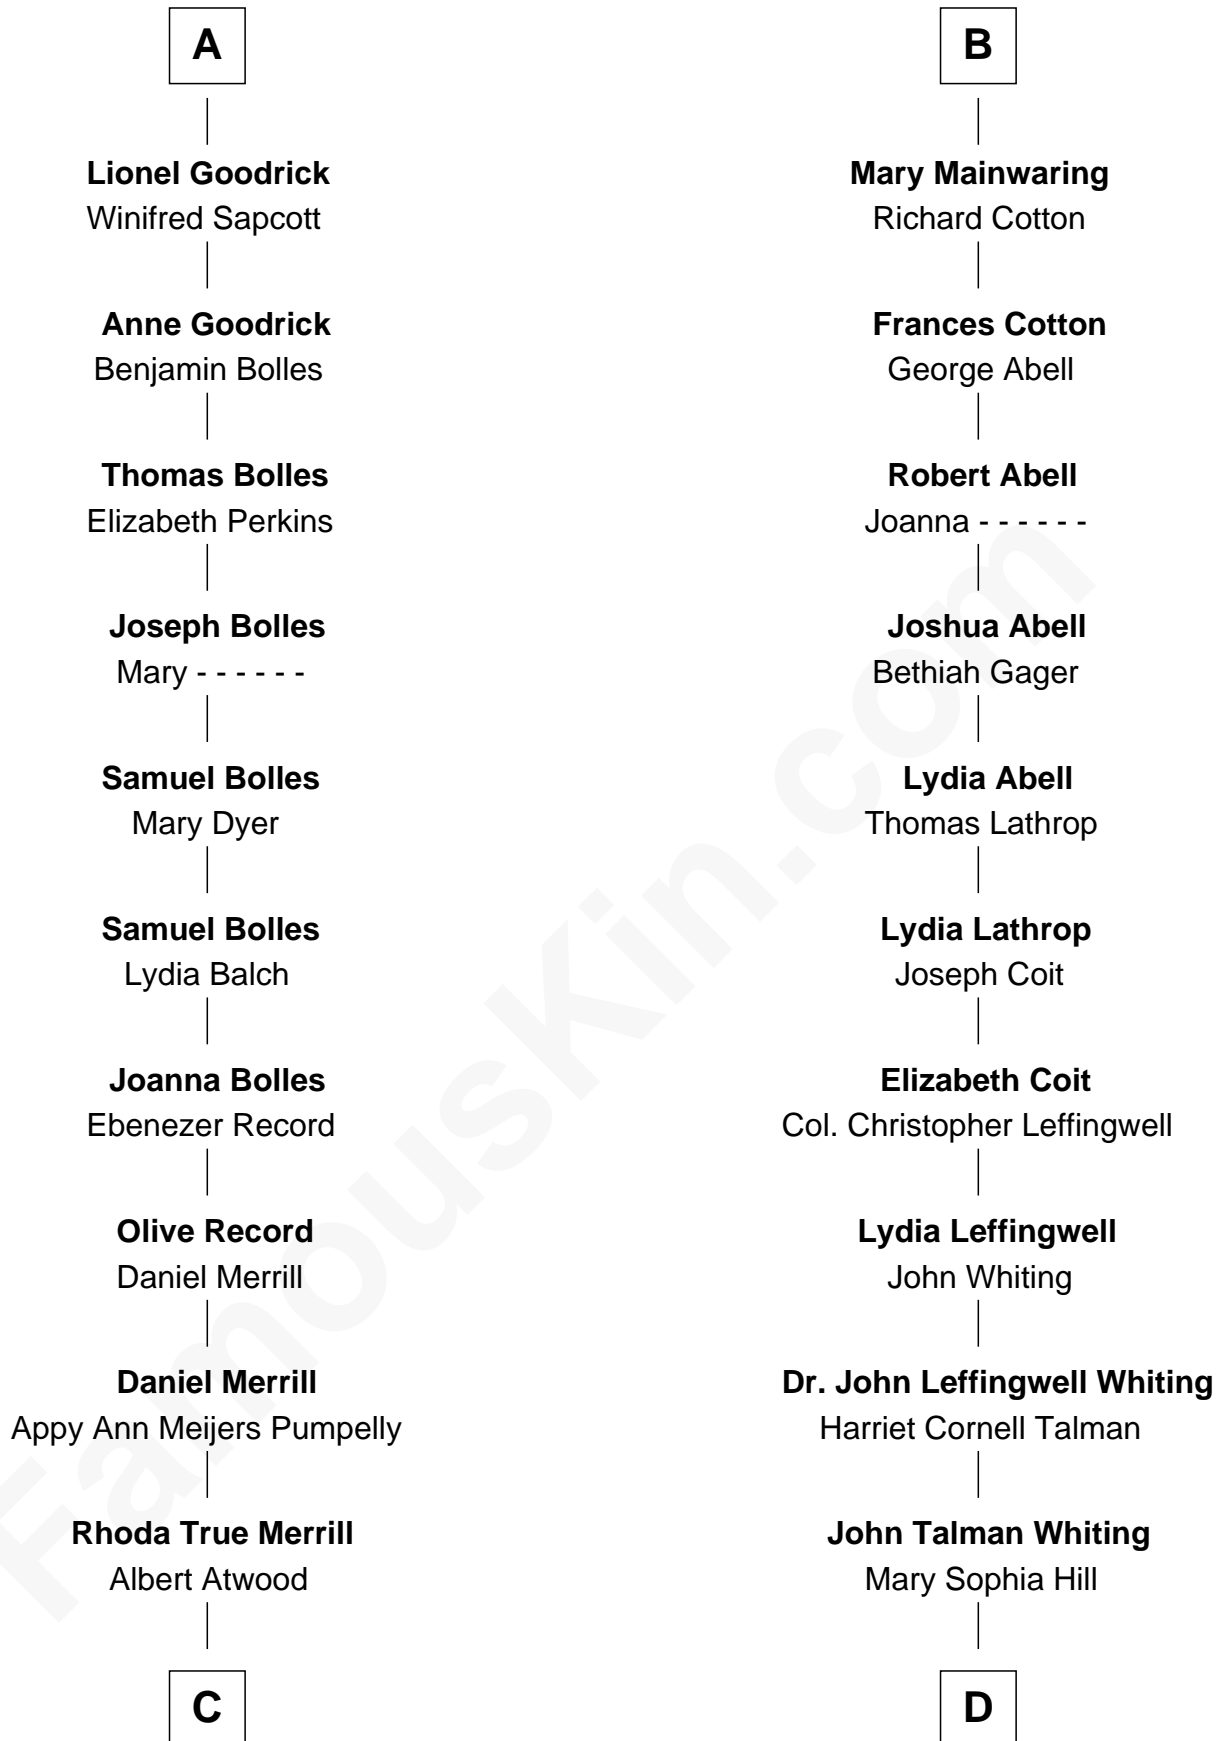 A
Lionel Goodrick
Winifred Sapcott
Anne Goodrick
Benjamin Bolles
Thomas Bolles
Elizabeth Perkins
Joseph Bolles
Mary - - - - - -
Samuel Bolles
Mary Dyer
Samuel Bolles
Lydia Balch
Joanna Bolles
Ebenezer Record
Olive Record
Daniel Merrill
Daniel Merrill
Appy Ann Meijers Pumpelly
Rhoda True Merrill
Albert Atwood
C
B
Mary Mainwaring
Richard Cotton
Frances Cotton
George Abell
Robert Abell
Joanna - - - - - -
Joshua Abell
Bethiah Gager
Lydia Abell
Thomas Lathrop
Lydia Lathrop
Joseph Coit
Elizabeth Coit
Col. Christopher Leffingwell
Lydia Leffingwell
John Whiting
Dr. John Leffingwell Whiting
Harriet Cornell Talman
John Talman Whiting
Mary Sophia Hill
D
FamousKin.com